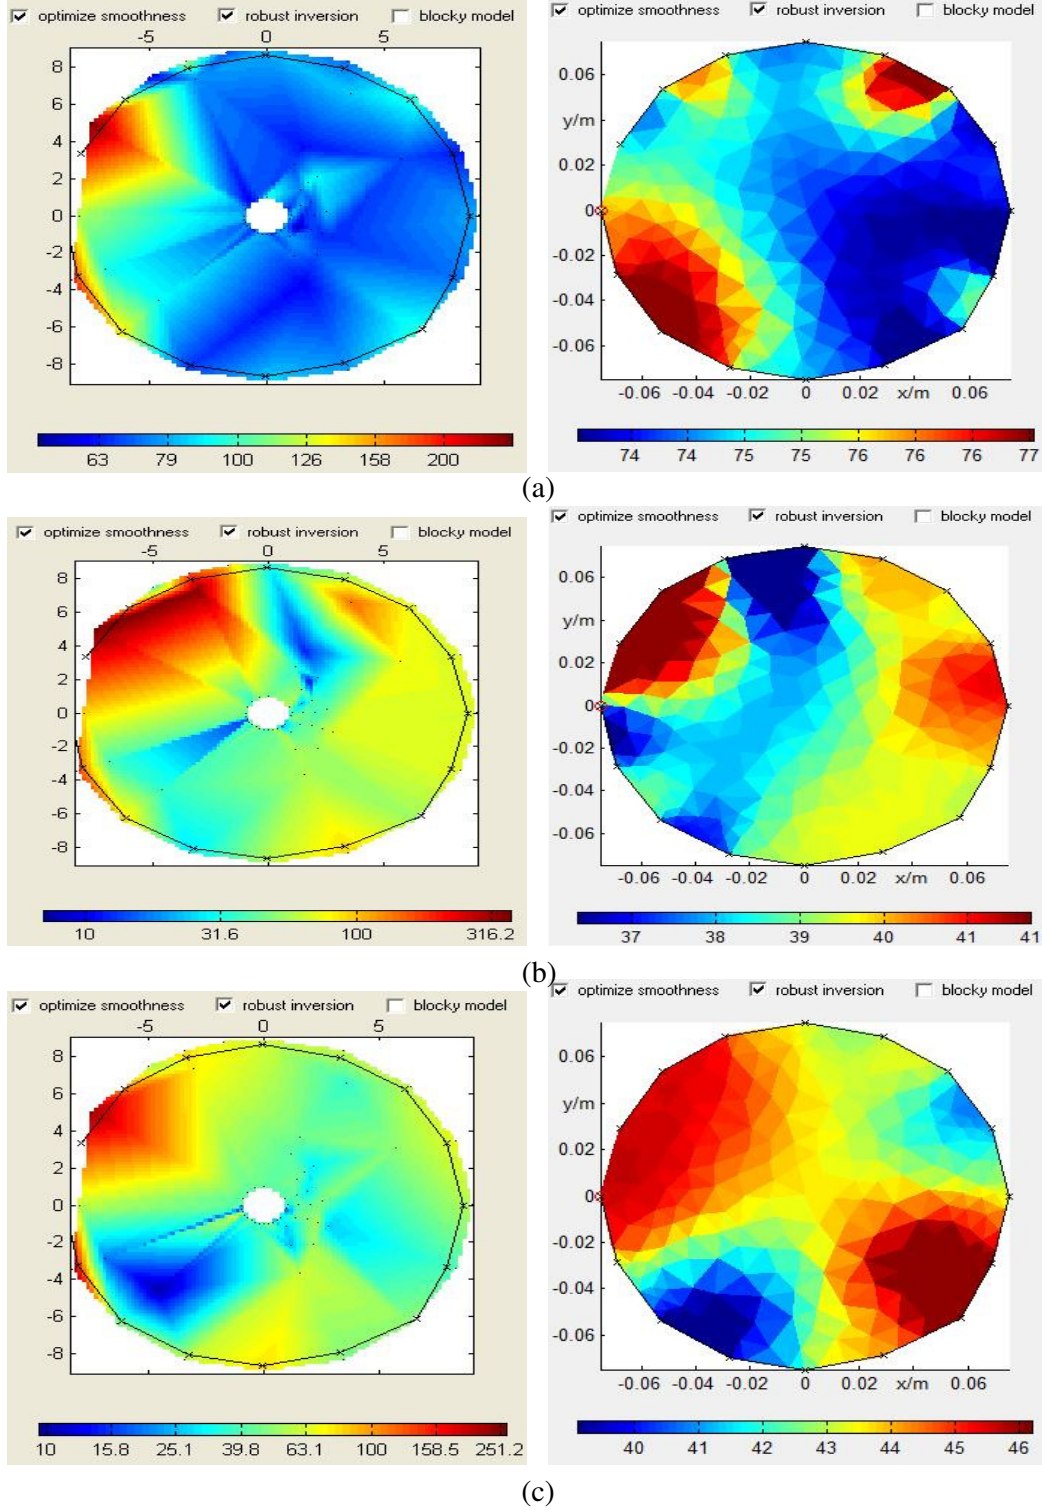 optimize smoothness robust inversion blocky model
-5 0 5
8
6
4
2
0
-2
-4
-6
-8
63 79 100 126 158 200
optimize smoothness robust inversion blocky model
0.06
y/m
0.02
0
-0.02
-0.04
-0.06
-0.06 -0.04 -0.02 0 0.02 x/m 0.06
74 74 75 75 76 76 76 77
(a)
optimize smoothness robust inversion blocky model
-5 0 5
8
6
4
2
0
-2
-4
-6
-8
10 31.6 100 316.2
optimize smoothness robust inversion blocky model
0.06
y/m
0.02
0
-0.02
-0.04
-0.06
-0.06 -0.04 -0.02 0 0.02 x/m 0.06
37 38 39 40 41 41
(b)
optimize smoothness robust inversion blocky model
-5 0 5
8
6
4
2
0
-2
-4
-6
-8
10 15.8 25.1 39.8 63.1 100 158.5 251.2
optimize smoothness robust inversion blocky model
0.06
y/m
0.02
0
-0.02
-0.04
-0.06
-0.06 -0.04 -0.02 0 0.02 x/m 0.06
40 41 42 43 44 45 46
(c)